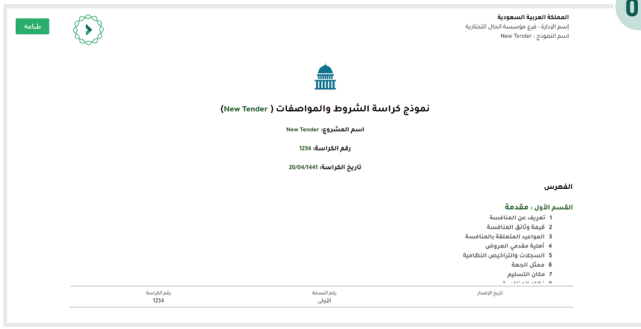 0
المملكة العربية السعودية
اسم الإدارة : فرع مؤسسة الحال التجارية
إسم النموذج : New Tender
طباعة
نموذج كراسة الشروط والمواصفات ( New Tender)
اسم المشروع: New Tender
رقم الكراسة: 1234
تاريخ الكراسة: 20/04/1441
الفهرس
القسم الأول : مقدمة
1 تعريف عن المنافسة
2 قيمة وثائق المنافسة
3 المواعيد المتعلقة بالمنافسة
4 أهلية مقدمي العروض
5 السجلات والتراخيص النظامية
6 ممثل الجهة
7 مكان التسليم
تاريخ الإصدار رقم النسخة رقم الكراسة
الأولى 1234